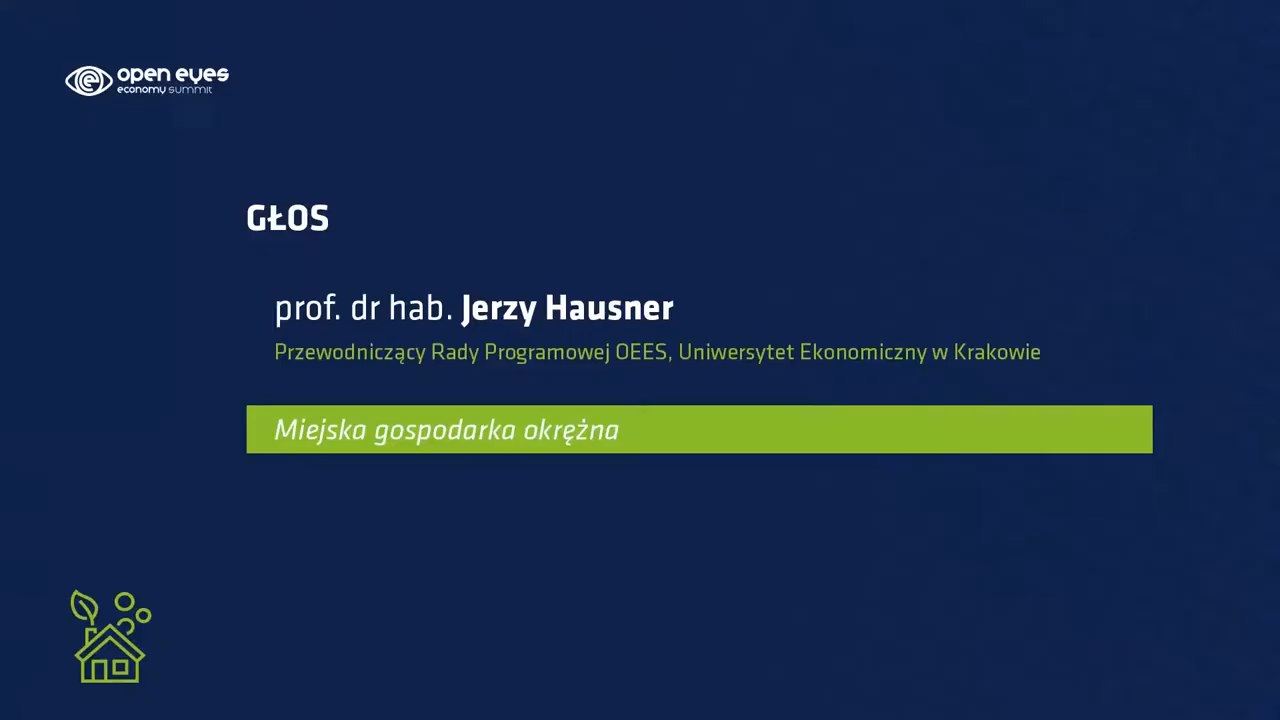 open eyes
economy summit
GŁOS
prof. dr hab. Jerzy Hausner
Przewodniczący Rady Programowej OEES, Uniwersytet Ekonomiczny w Krakowie
Miejska gospodarka okrężna